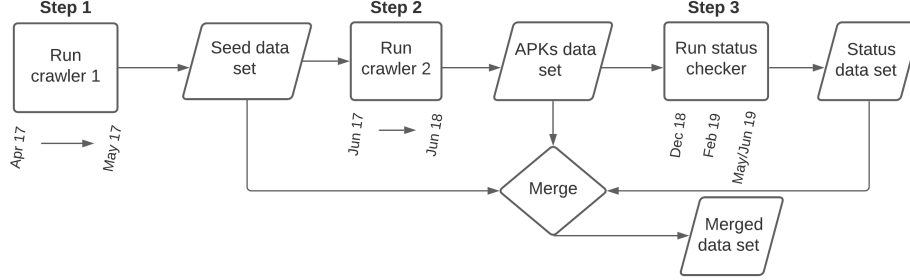 Step 1
Step 2
Step 3
Run
crawler 1
Seed data
set
Run
crawler 2
APKs data
set
Run status
checker
Status
data set
Apr 17
May 17
Jun 17
Jun 18
Dec 18
Feb 19
May/Jun 19
Merge
Merged
data set